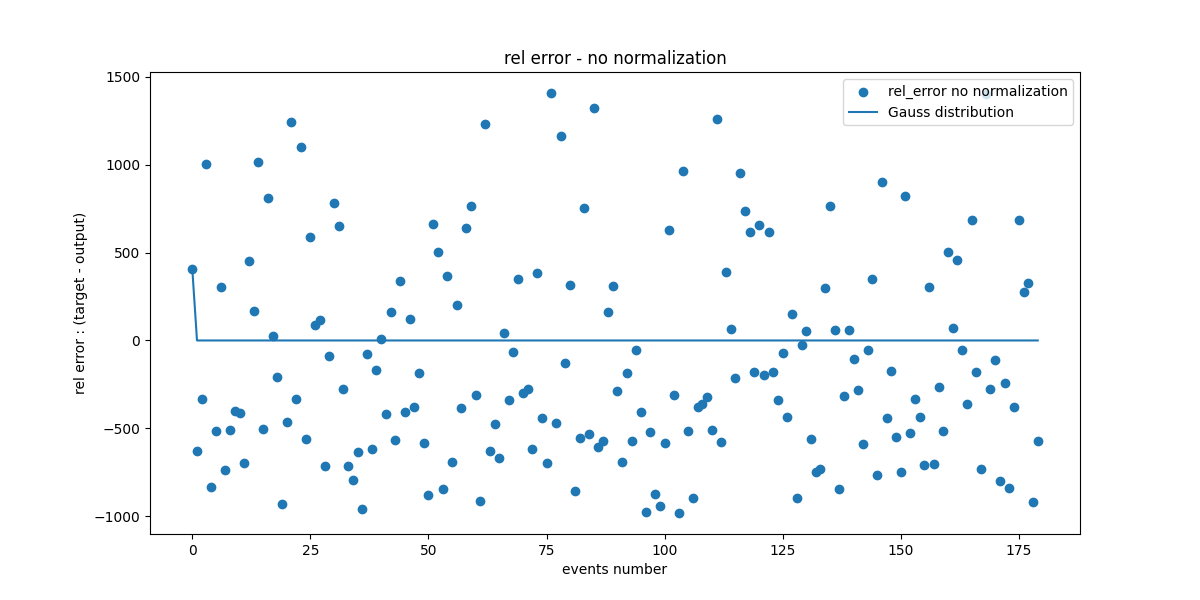 rel error - no normalization
rel_error no normalization
Gauss distribution
1500
1000
500
0
−500
−1000
rel error : (target - output)
0
25
50
75
100
125
150
175
events number